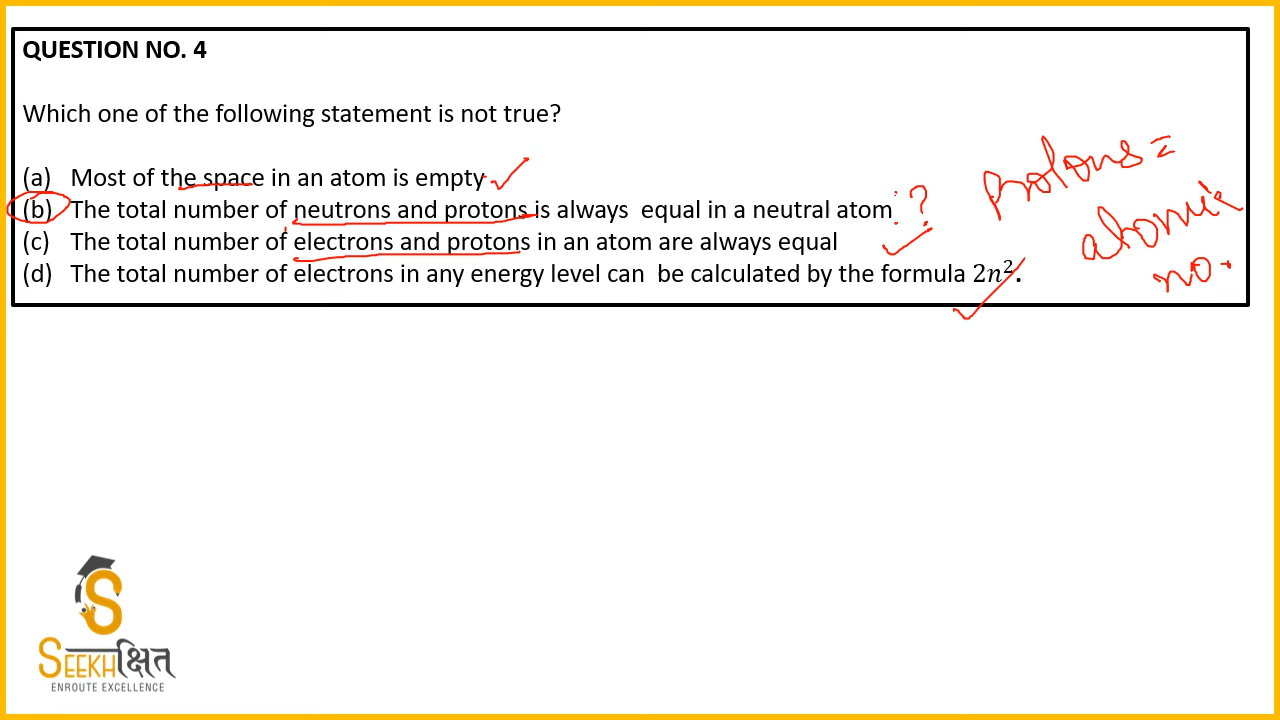 QUESTION NO. 4
Which one of the following statement is not true?
(a) Most of the space in an atom is empty
(b) The total number of neutrons and protons is always equal in a neutral atom
(c) The total number of electrons and protons in an atom are always equal
(d) The total number of electrons in any energy level can be calculated by the formula 2n².
?
protons =
atomic
no.
SEEKHक्षित
ENROUTE EXCELLENCE